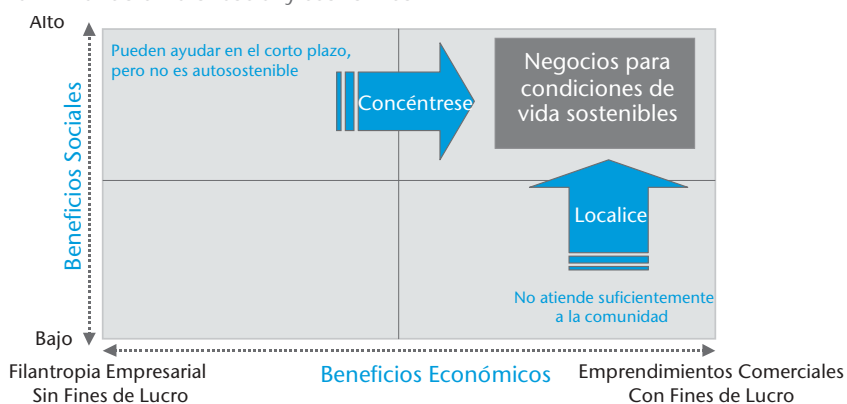 Alto
Pueden ayudar en el corto plazo,
pero no es autosostenible
Concéntrese
Negocios para
condiciones de
vida sostenibles
Beneficios Sociales
Localice
No atiende suficientemente
a la comunidad
Bajo
Filantropia Empresarial
Sin Fines de Lucro
Beneficios Económicos
Emprendimientos Comerciales
Con Fines de Lucro